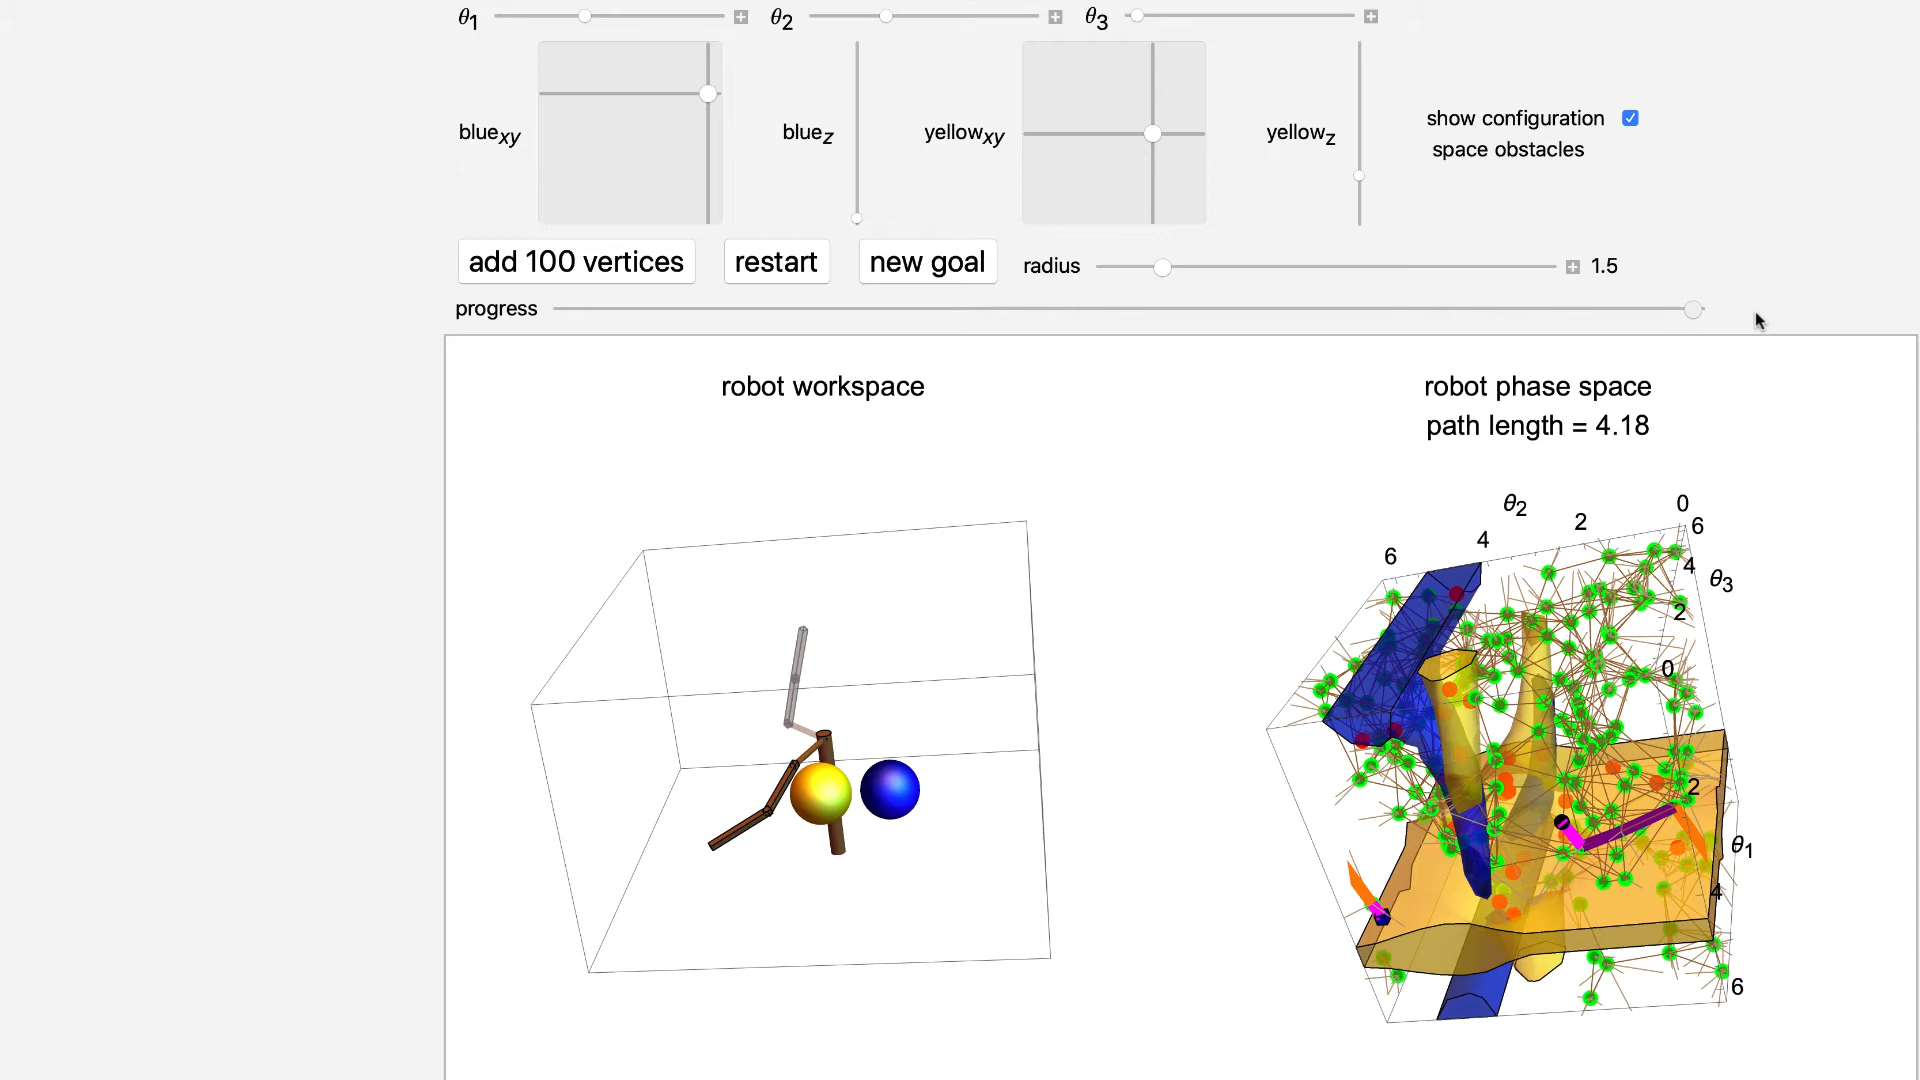 θ1 θ2 θ3
bluexy bluez yellowxy yellowz
show configuration
space obstacles
add 100 vertices restart new goal radius 1.5
progress
robot workspace
robot phase space
path length = 4.18
θ2
0
2
4
6
6
4
θ3
2
0
2
θ1
4
6